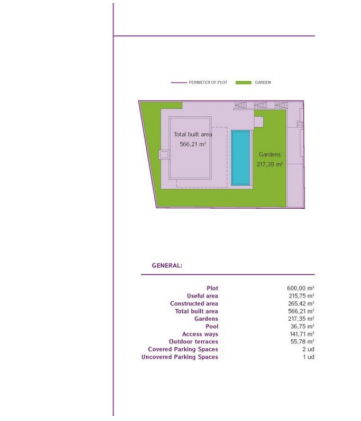 PERIMETER OF PLOT GARDEN
Total built area
566,21 m²
Gardens
217,35 m²
GENERAL:
Plot 600,00 m²
Useful area 215,75 m²
Constructed area 265,42 m²
Total built area 566,21 m²
Gardens 217,35 m²
Pool 36,75 m²
Access ways 141,71 m²
Outdoor terraces 55,78 m²
Covered Parking Spaces 2 ud
Uncovered Parking Spaces 1 ud